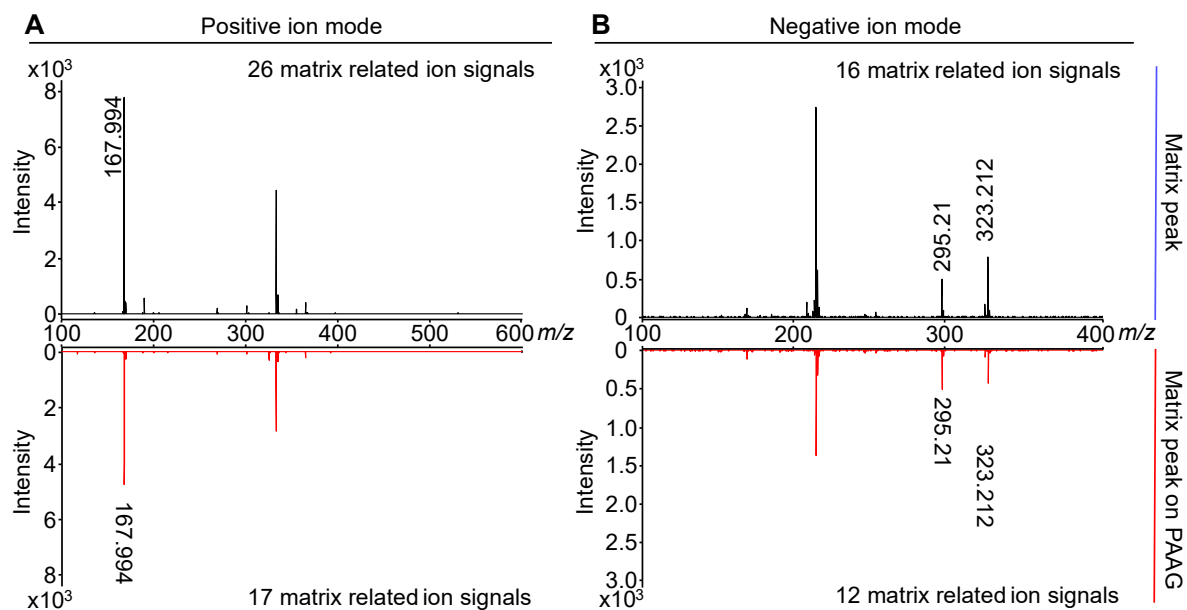 A
Positive ion mode
x10³
26 matrix related ion signals
8
6
4
2
0
Intensity
167.994
100
200
300
400
500
600
m/z
0
2
4
6
8
x10³
Intensity
167.994
17 matrix related ion signals
B
Negative ion mode
x10³
16 matrix related ion signals
3.0
2.5
2.0
1.5
1.0
0.5
0
Intensity
295.21
323.212
100
200
300
400
m/z
0
0.5
1.0
1.5
2.0
2.5
3.0
x10³
Intensity
295.21
323.212
12 matrix related ion signals
Matrix peak
Matrix peak on PAAG